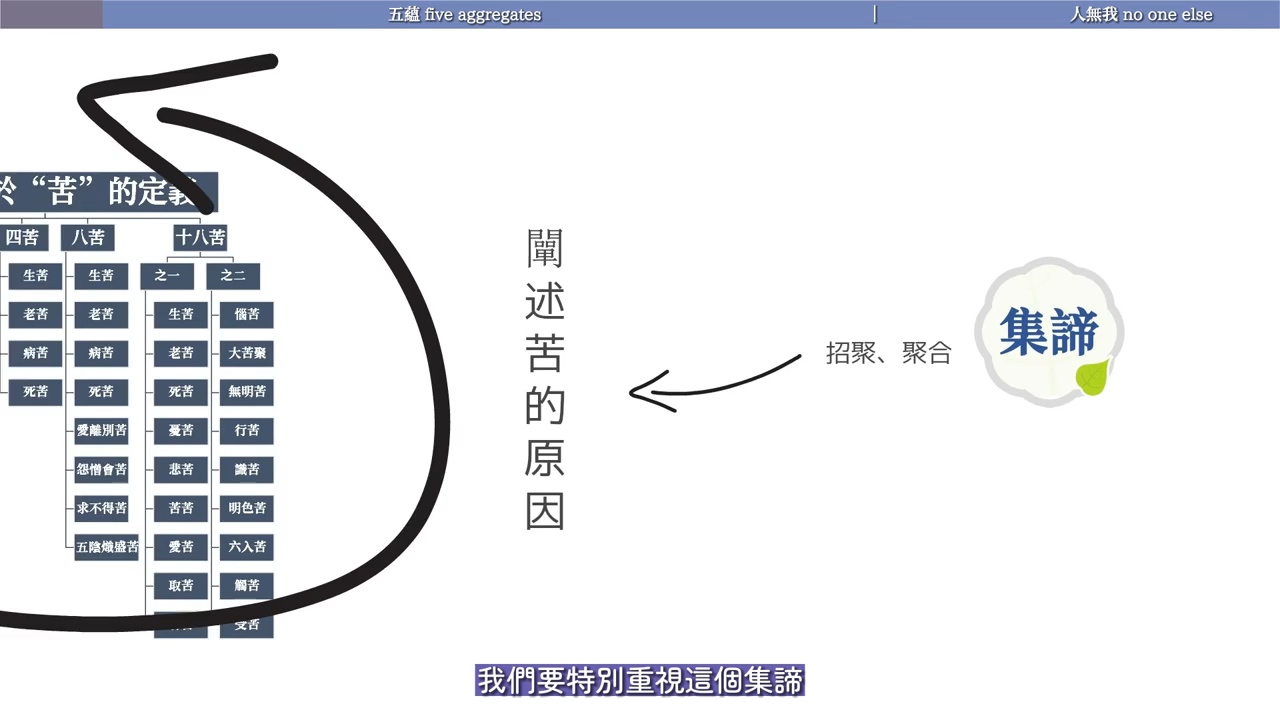 五蘊 five aggregates
人無我 no one else
於“苦”的定義
四苦
生苦
老苦
病苦
死苦
八苦
生苦
老苦
病苦
死苦
愛離別苦
怨憎會苦
求不得苦
五陰熾盛苦
十八苦
之一
生苦
老苦
死苦
憂苦
悲苦
苦苦
愛苦
取苦
之二
惱苦
大苦聚
無明苦
行苦
識苦
明色苦
六入苦
觸苦
受苦
闡述苦的原因
招聚、聚合
集諦
我們要特別重視這個集諦